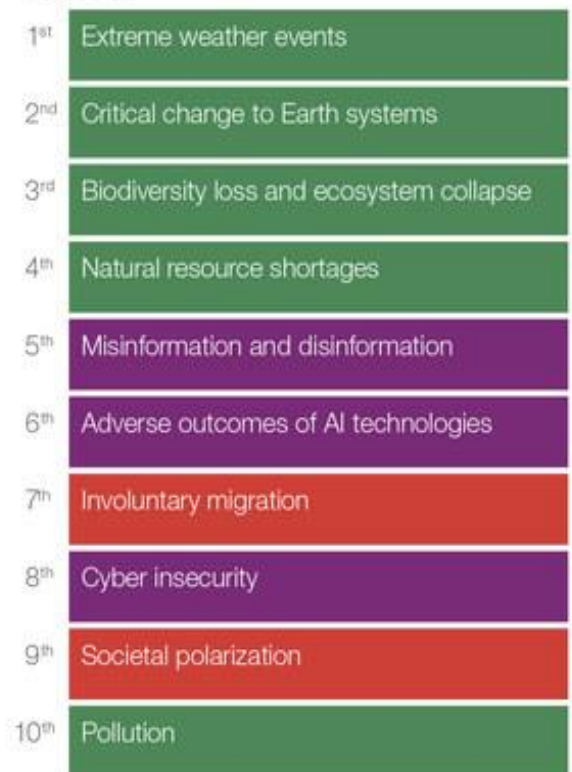 1st Extreme weather events
2nd Critical change to Earth systems
3rd Biodiversity loss and ecosystem collapse
4th Natural resource shortages
5th Misinformation and disinformation
6th Adverse outcomes of AI technologies
7th Involuntary migration
8th Cyber insecurity
9th Societal polarization
10th Pollution